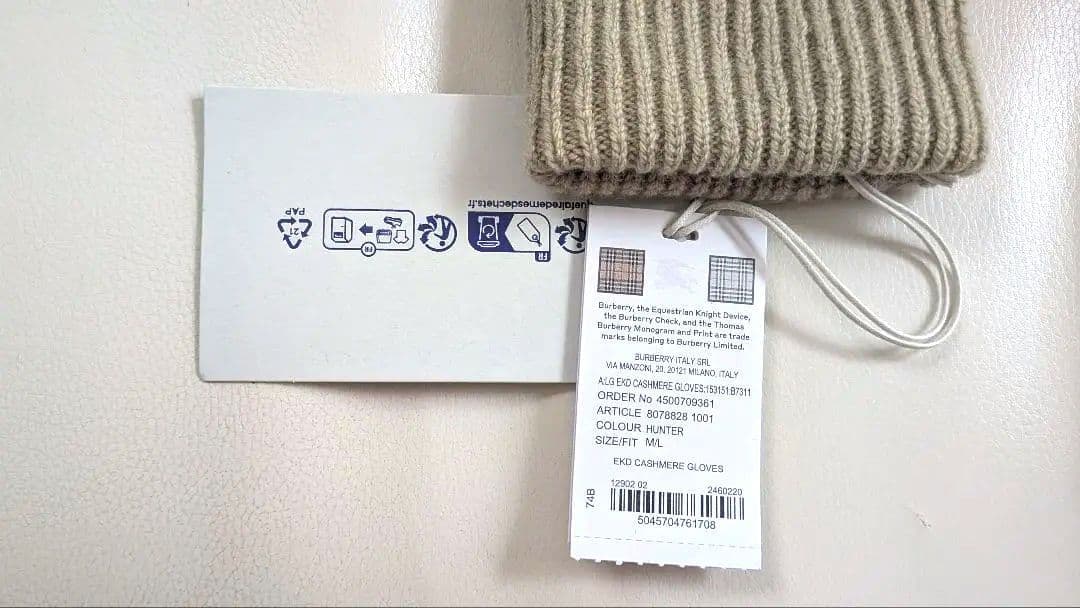 quefairedemesdechets.fr
FR
FR
21
PAP
Burberry, the Equestrian Knight Device,
the Burberry Check, and the Thomas
Burberry Monogram and Print are trade
marks belonging to Burberry Limited.
BURBERRY ITALY SRL
VIA MANZONI, 20, 20121 MILANO, ITALY
A:LG EKD CASHMERE GLOVES:153151:B7311
ORDER No 4500709361
ARTICLE 8078828 1001
COLOUR HUNTER
SIZE/FIT M/L
EKD CASHMERE GLOVES
12902 02 2460220
74B
5045704761708